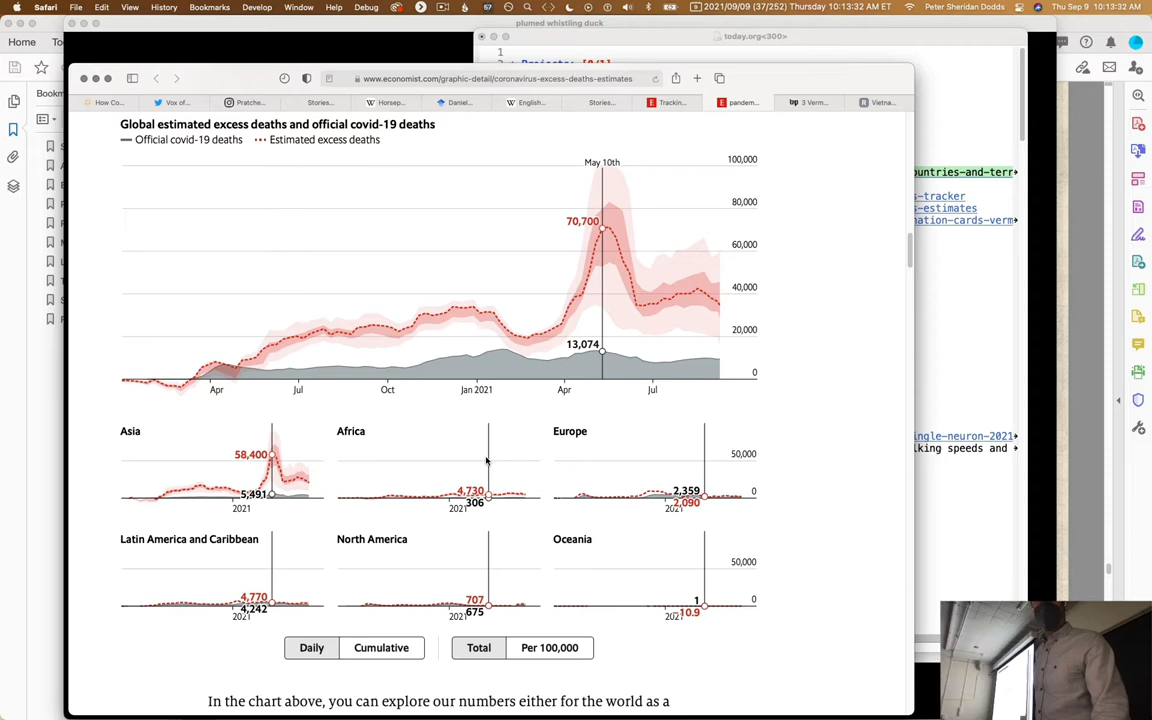 Safari File Edit View History Bookmarks Develop Window Help Debug 57 2021/09/09 (37/252) Thursday 10:13:32 AM ET Peter Sheridan Dodds Thu Sep 9 10:13:32 AM
plumed whistling duck
today.org<300>
Home
1
www.economist.com/graphic-detail/coronavirus-excess-deaths-estimates
Bookm
How Co...
Vox of...
Pratche...
Stories...
Horsep...
Daniel...
English...
Stories...
Trackin...
pandem...
3 Verm...
Vietna...
Global estimated excess deaths and official covid-19 deaths
Official covid-19 deaths Estimated excess deaths
May 10th
100,000
80,000
60,000
40,000
20,000
0
70,700
13,074
Apr Jul Oct Jan 2021 Apr Jul
ountries-and-terr
s-tracker
s-estimates
nation-cards-verm
ingle-neuron-2021
lking speeds and
Asia
58,400
5,491
2021
Africa
4,730
306
2021
Europe
50,000
2,359
0
2,090
2021
Latin America and Caribbean
4,770
4,242
2021
North America
707
675
2021
Oceania
50,000
1
0
-10.9
2021
Daily Cumulative Total Per 100,000
In the chart above, you can explore our numbers either for the world as a